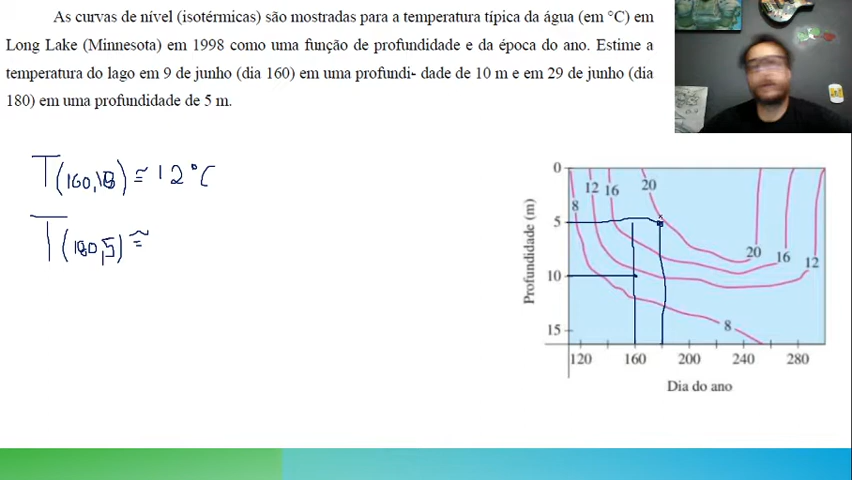 As curvas de nível (isotérmicas) são mostradas para a temperatura típica da água (em °C) em
Long Lake (Minnesota) em 1998 como uma função de profundidade e da época do ano. Estime a
temperatura do lago em 9 de junho (dia 160) em uma profundi- dade de 10 m e em 29 de junho (dia
180) em uma profundidade de 5 m.
T(160,10) ≅ 12°C
T(180,5) ≅
0
5
10
15
Profundidade (m)
8
12
16
20
20
16
12
8
120 160 200 240 280
Dia do ano